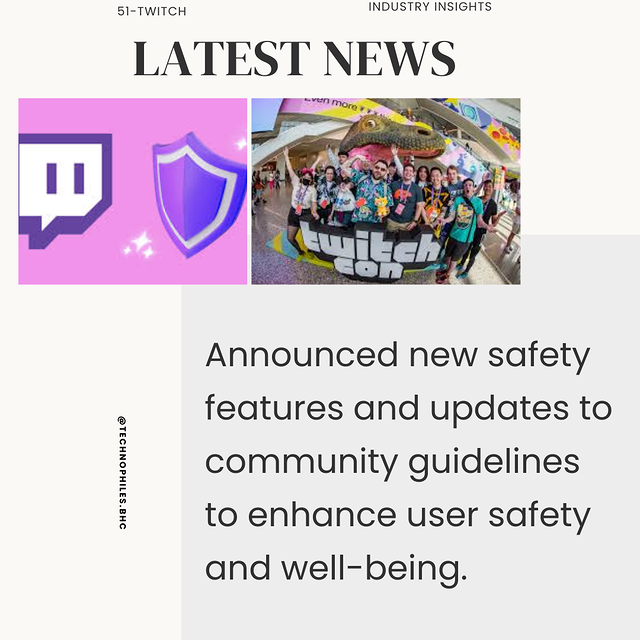 51-TWITCH
INDUSTRY INSIGHTS
LATEST NEWS
Even more
twitch
con
Announced new safety
features and updates to
community guidelines
to enhance user safety
and well-being.
@TECHNOPHILES.BHC